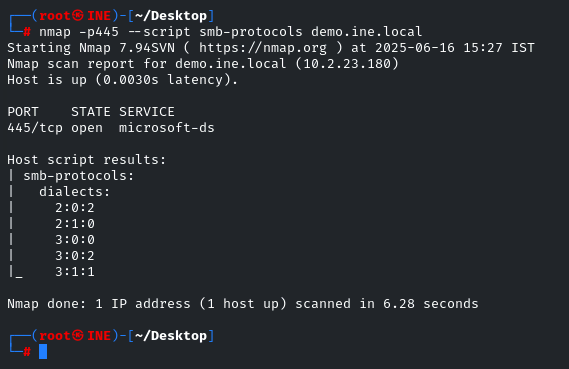 ┌──(root㉿INE)-[~/Desktop]
└─# nmap -p445 --script smb-protocols demo.ine.local
Starting Nmap 7.94SVN ( https://nmap.org ) at 2025-06-16 15:27 IST
Nmap scan report for demo.ine.local (10.2.23.180)
Host is up (0.0030s latency).

PORT    STATE SERVICE
445/tcp open  microsoft-ds

Host script results:
| smb-protocols:
|   dialects:
|     2:0:2
|     2:1:0
|     3:0:0
|     3:0:2
|_    3:1:1

Nmap done: 1 IP address (1 host up) scanned in 6.28 seconds

┌──(root㉿INE)-[~/Desktop]
└─#